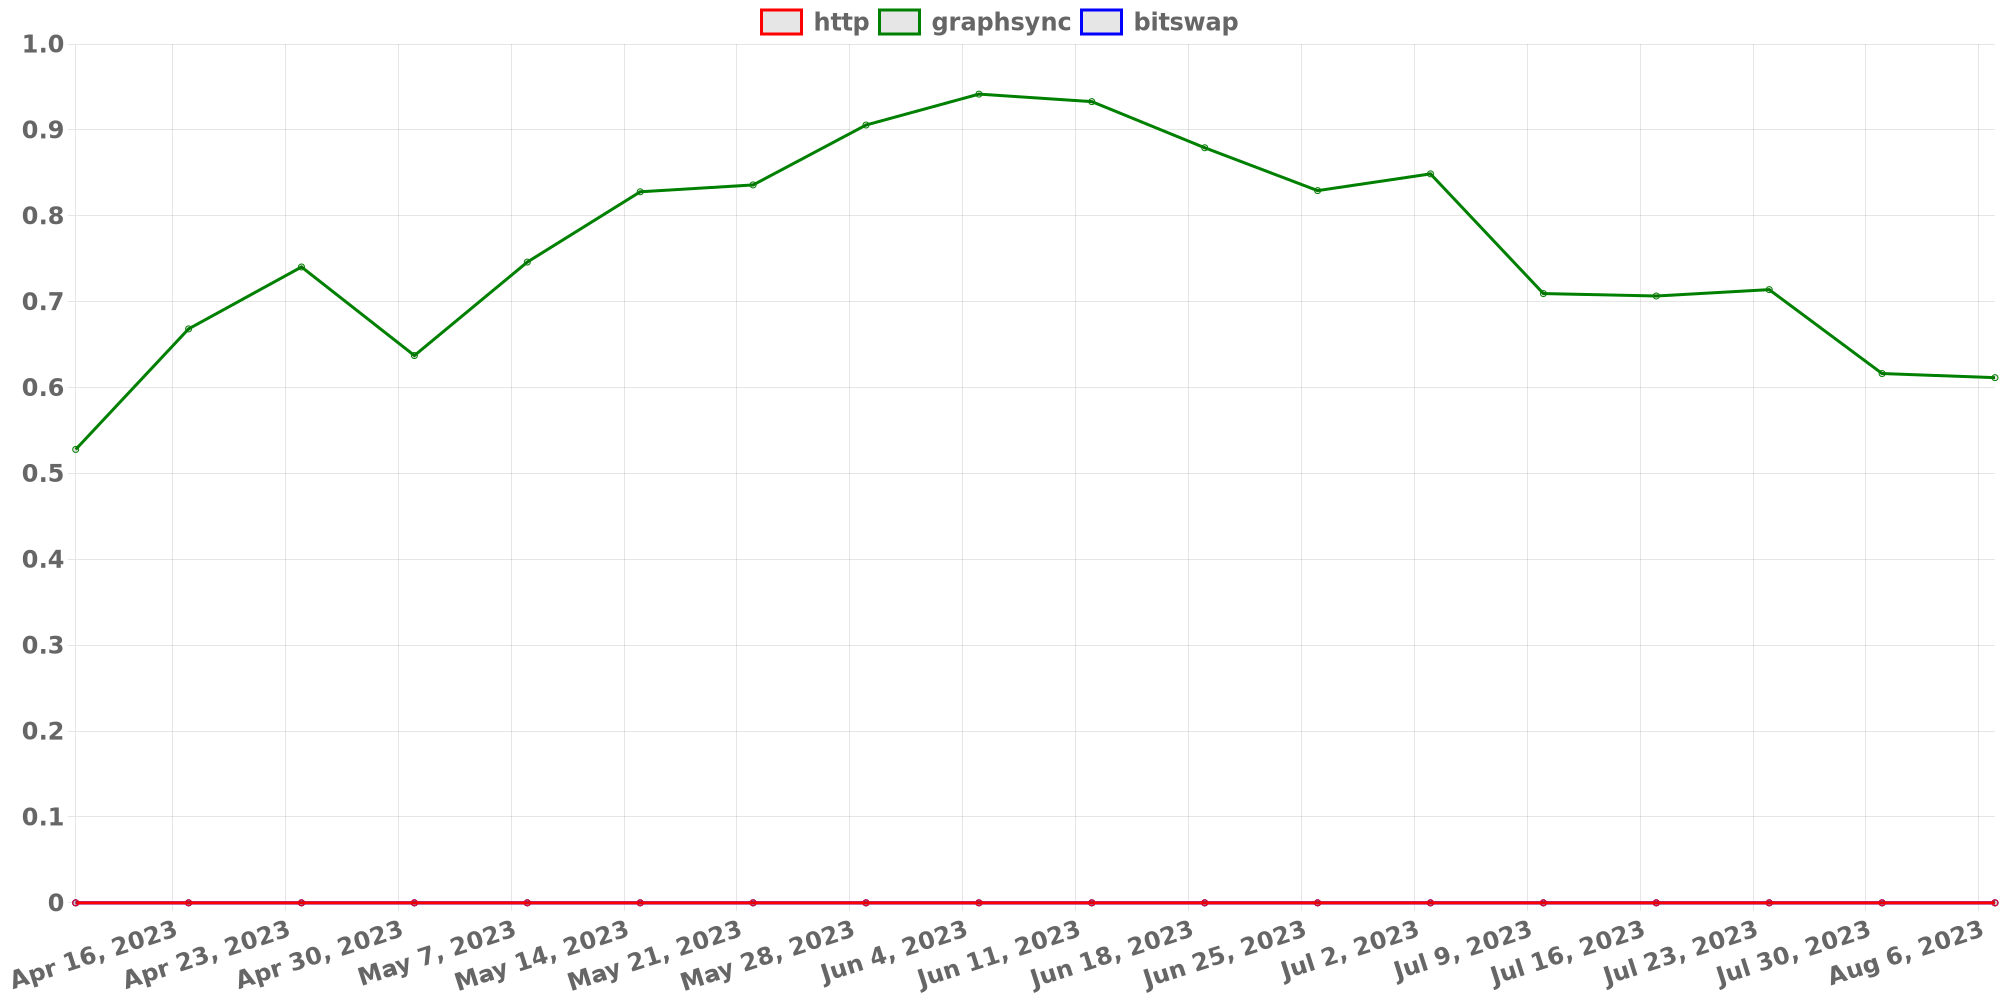 http graphsync bitswap
1.0
0.9
0.8
0.7
0.6
0.5
0.4
0.3
0.2
0.1
0
Apr 16, 2023
Apr 23, 2023
Apr 30, 2023
May 7, 2023
May 14, 2023
May 21, 2023
May 28, 2023
Jun 4, 2023
Jun 11, 2023
Jun 18, 2023
Jun 25, 2023
Jul 2, 2023
Jul 9, 2023
Jul 16, 2023
Jul 23, 2023
Jul 30, 2023
Aug 6, 2023